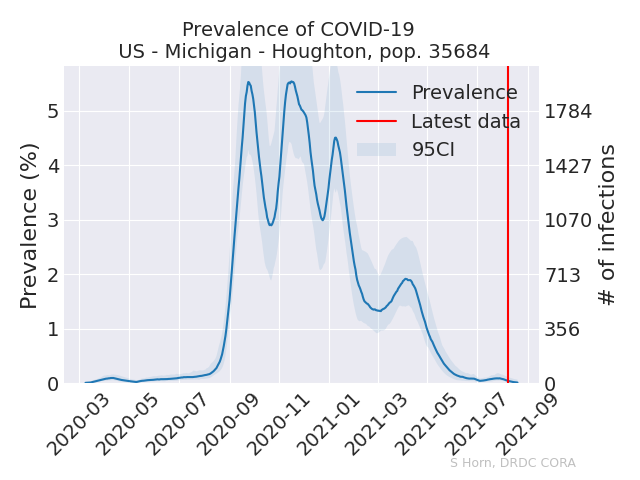 Prevalence of COVID-19
US - Michigan - Houghton, pop. 35684
Prevalence
Latest data
95CI
Prevalence (%)
5
4
3
2
1
0
1784
1427
1070
713
356
0
# of infections
2020-03
2020-05
2020-07
2020-09
2020-11
2021-01
2021-03
2021-05
2021-07
2021-09
S Horn, DRDC CORA